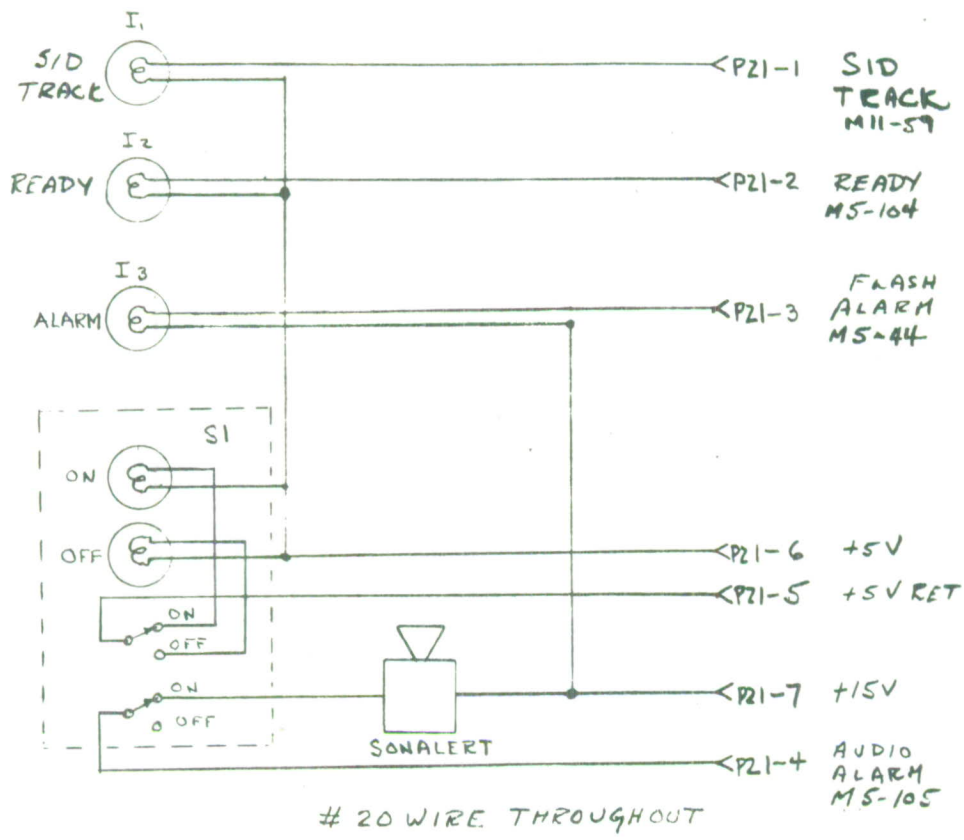 I1
SID
TRACK
P21-1
SID
TRACK
M11-59
I2
READY
P21-2
READY
M5-104
I3
ALARM
P21-3
FLASH
ALARM
M5-44
S1
ON
OFF
P21-6 +5V
P21-5 +5V RET
ON
OFF
ON
OFF
P21-7 +15V
SONALERT
P21-4
AUDIO
ALARM
M5-105
# 20 WIRE THROUGHOUT